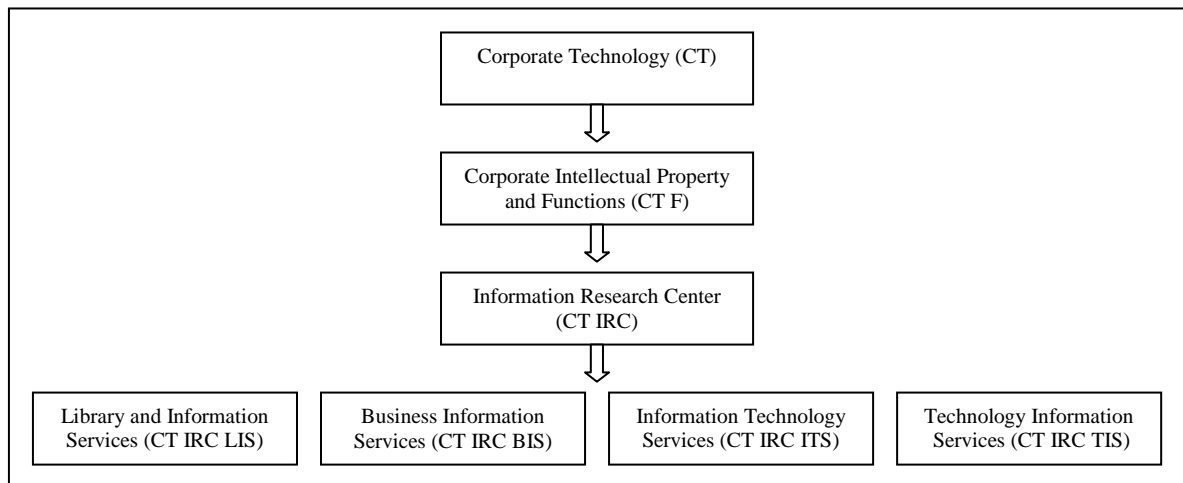 Corporate Technology (CT)
Corporate Intellectual Property
and Functions (CT F)
Information Research Center
(CT IRC)
Library and Information
Services (CT IRC LIS)
Business Information
Services (CT IRC BIS)
Information Technology
Services (CT IRC ITS)
Technology Information
Services (CT IRC TIS)